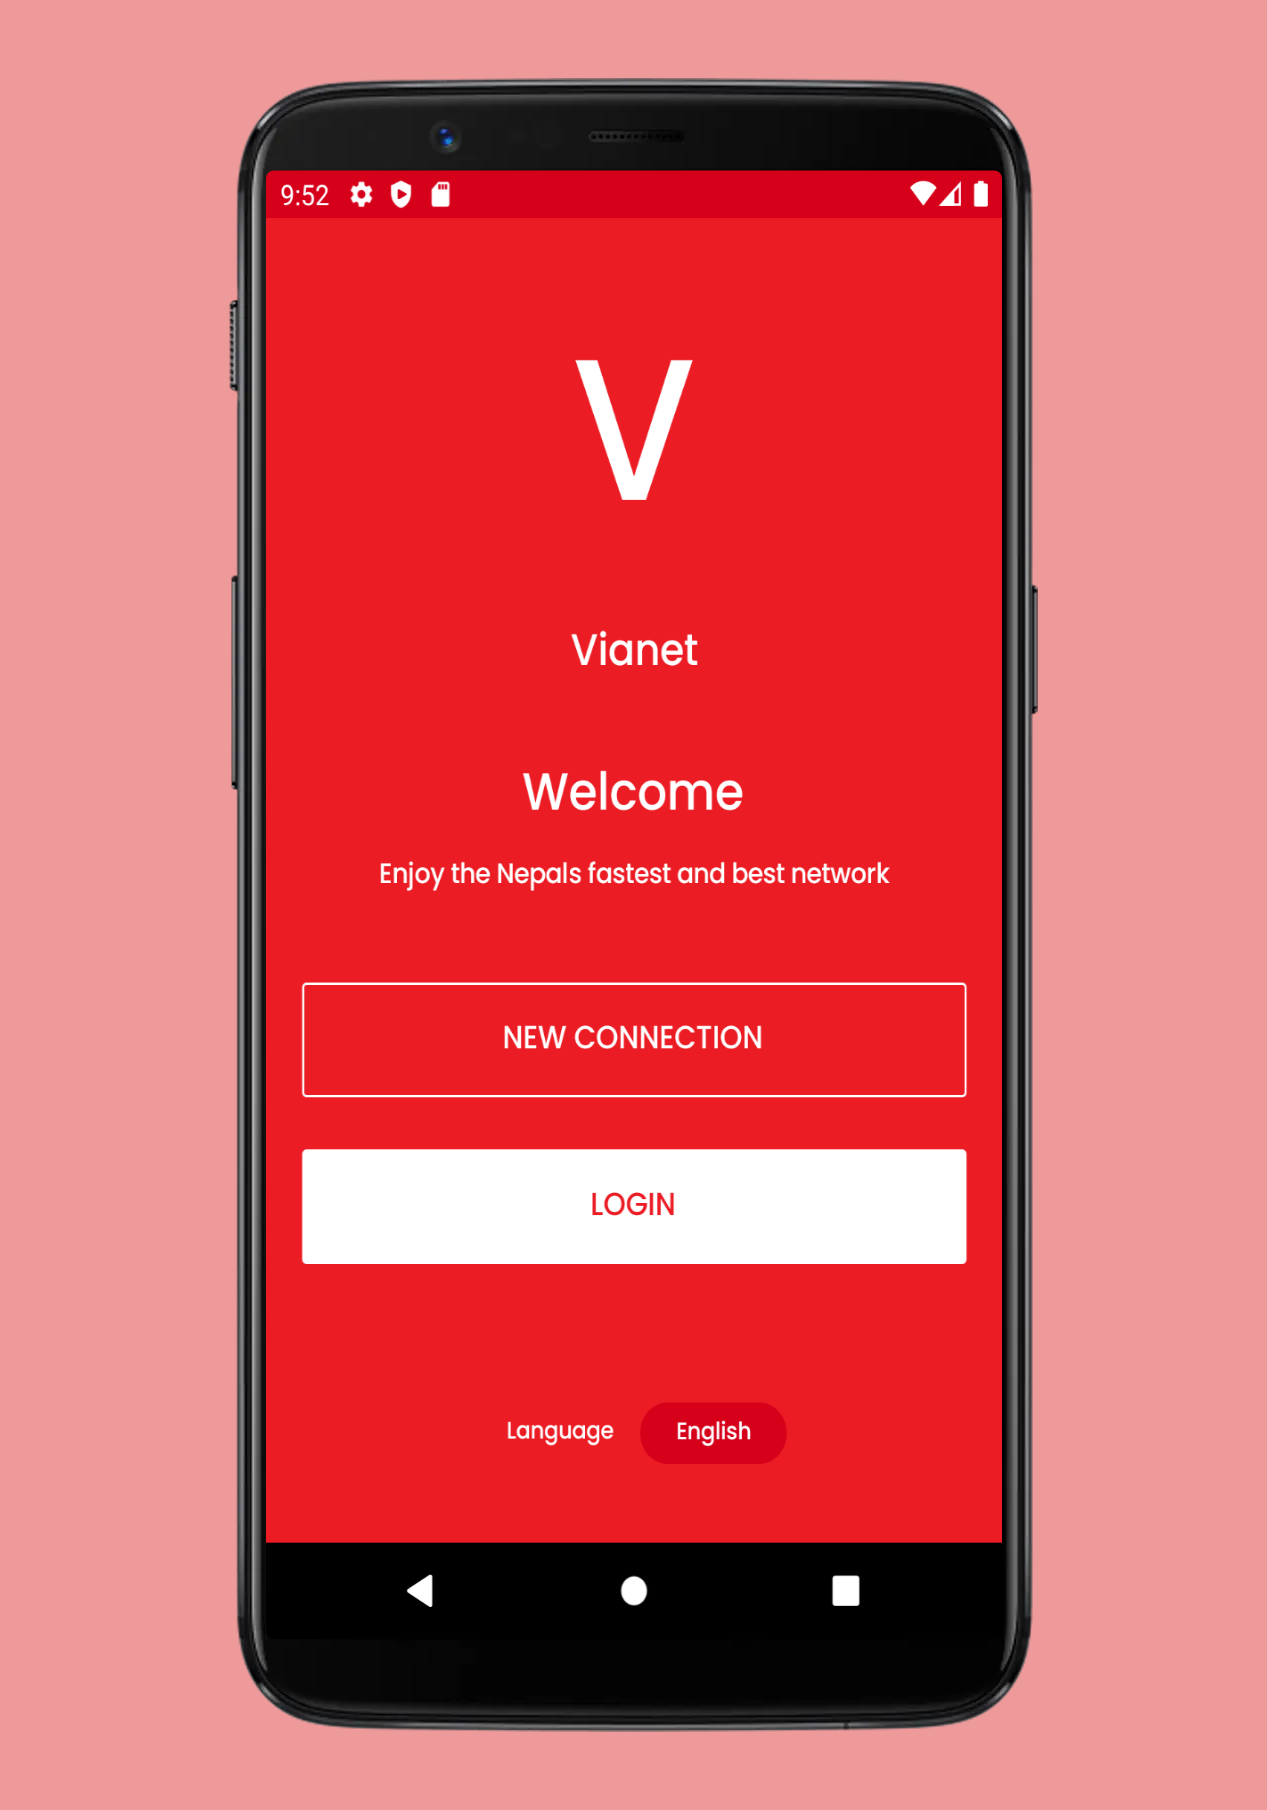 9:52
V
Vianet
Welcome
Enjoy the Nepals fastest and best network
NEW CONNECTION
LOGIN
Language English